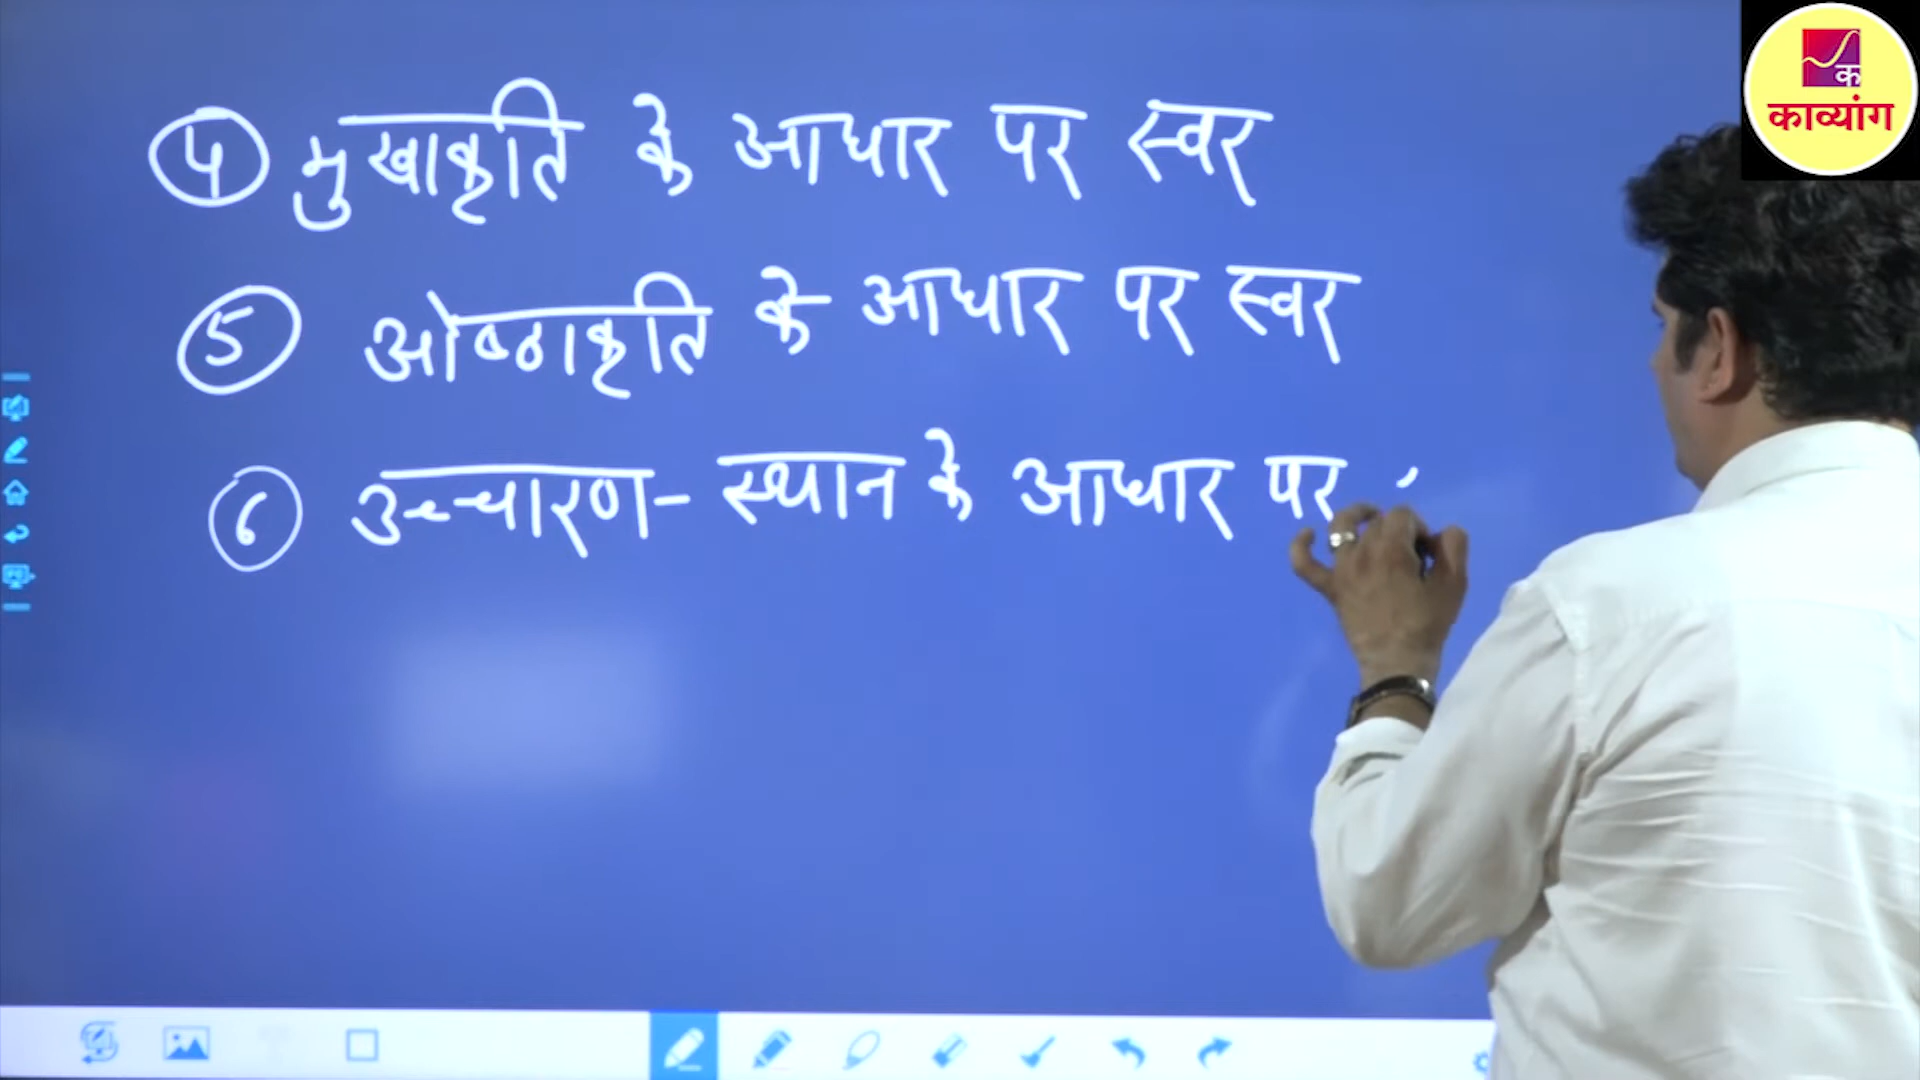 काव्यांग
क
4 मुखाकृति के आधार पर स्वर
5 ओष्ठाकृति के आधार पर स्वर
6 उच्चारण- स्थान के आधार पर